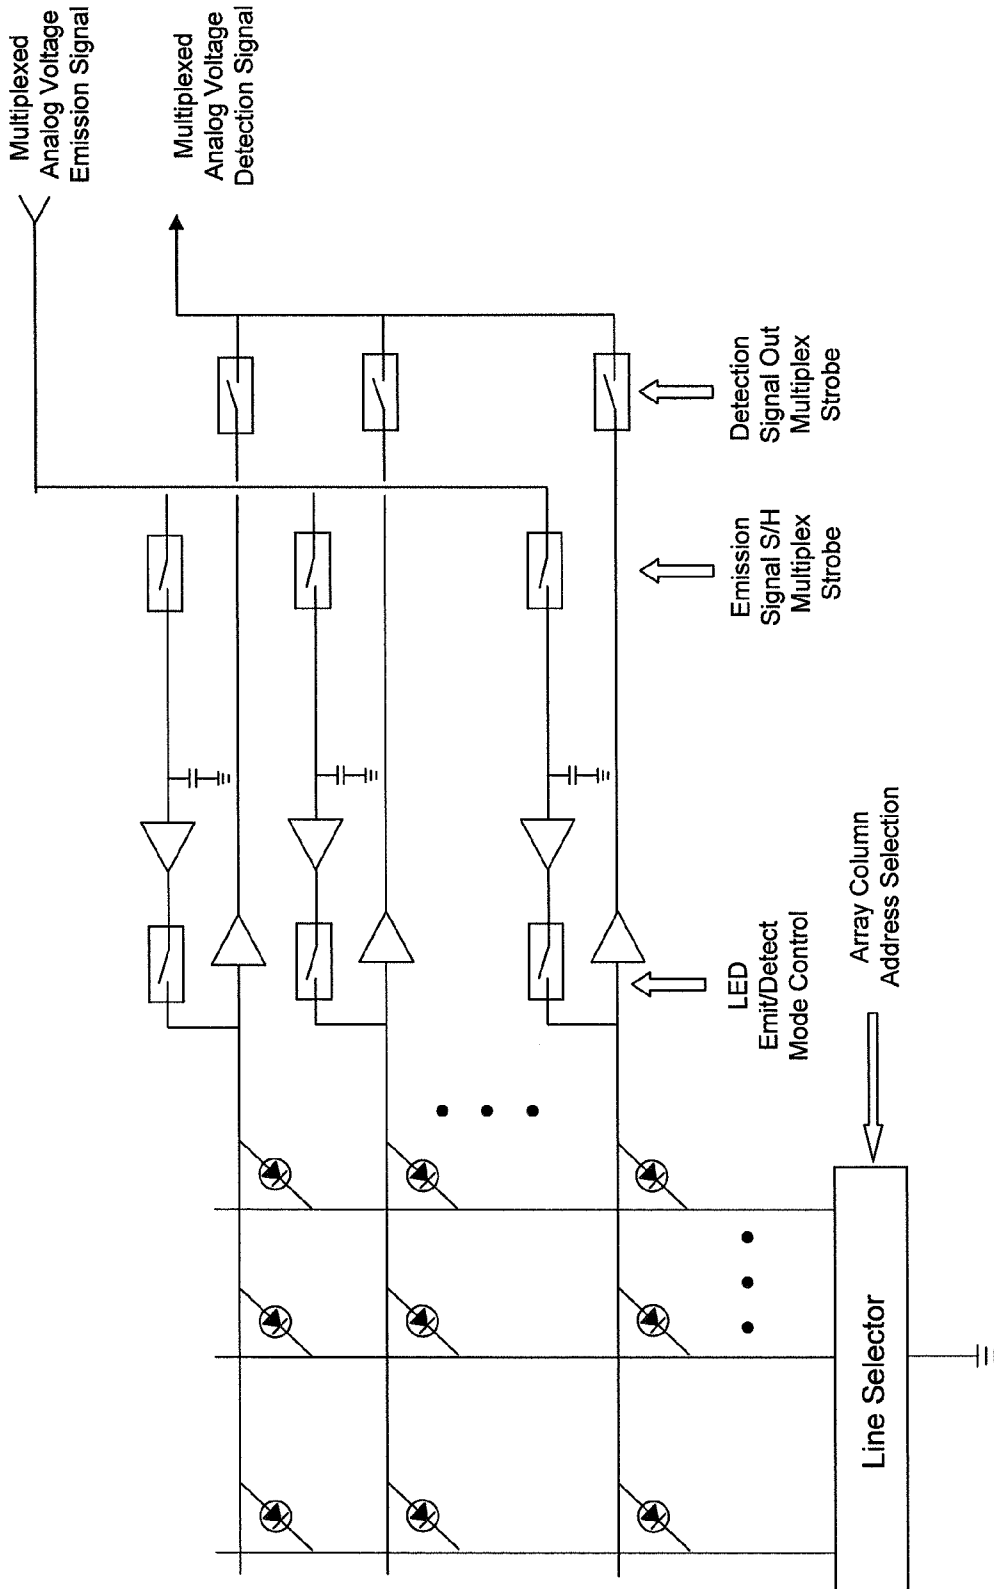 Multiplexed
Analog Voltage
Emission Signal
Multiplexed
Analog Voltage
Detection Signal
Detection
Signal Out
Multiplex
Strobe
Emission
Signal S/H
Multiplex
Strobe
LED
Emit/Detect
Mode Control
Array Column
Address Selection
Line Selector